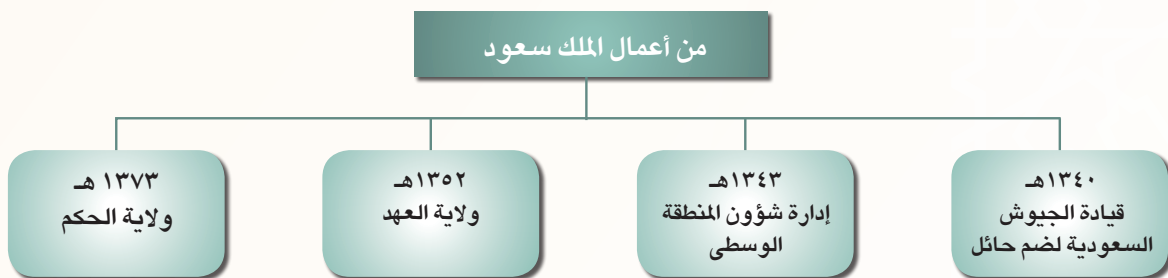 من أعمال الملك سعود
١٣٤٠هـ
قيادة الجيوش
السعودية لضم حائل
١٣٤٣هـ
إدارة شؤون المنطقة
الوسطى
١٣٥٢هـ
ولاية العهد
١٣٧٣ هـ
ولاية الحكم